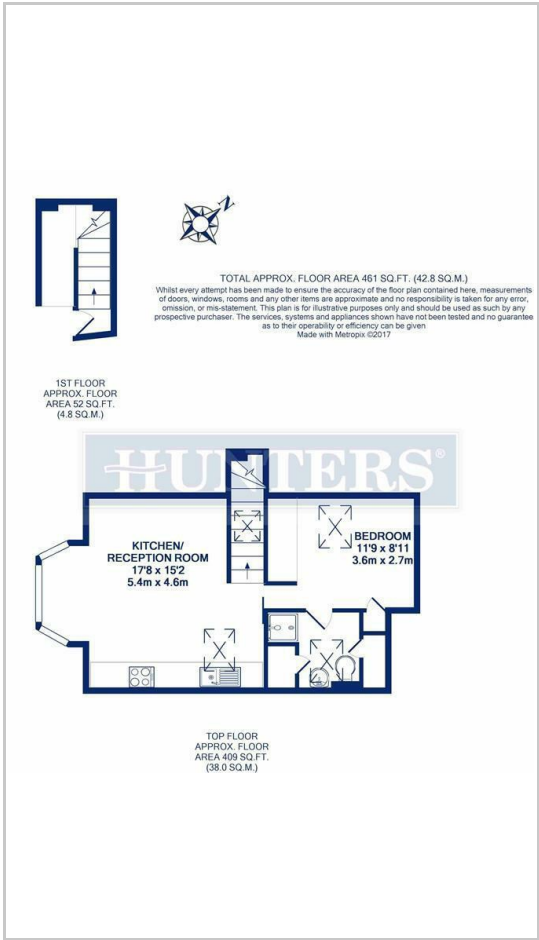 N
TOTAL APPROX. FLOOR AREA 461 SQ.FT. (42.8 SQ.M.)
Whilst every attempt has been made to ensure the accuracy of the floor plan contained here, measurements
of doors, windows, rooms and any other items are approximate and no responsibility is taken for any error,
omission, or mis-statement. This plan is for illustrative purposes only and should be used as such by any
prospective purchaser. The services, systems and appliances shown have not been tested and no guarantee
as to their operability or efficiency can be given
Made with Metropix ©2017
1ST FLOOR
APPROX. FLOOR
AREA 52 SQ.FT.
(4.8 SQ.M.)
HUNTERS®
KITCHEN/
RECEPTION ROOM
17'8 x 15'2
5.4m x 4.6m
BEDROOM
11'9 x 8'11
3.6m x 2.7m
TOP FLOOR
APPROX. FLOOR
AREA 409 SQ.FT.
(38.0 SQ.M.)